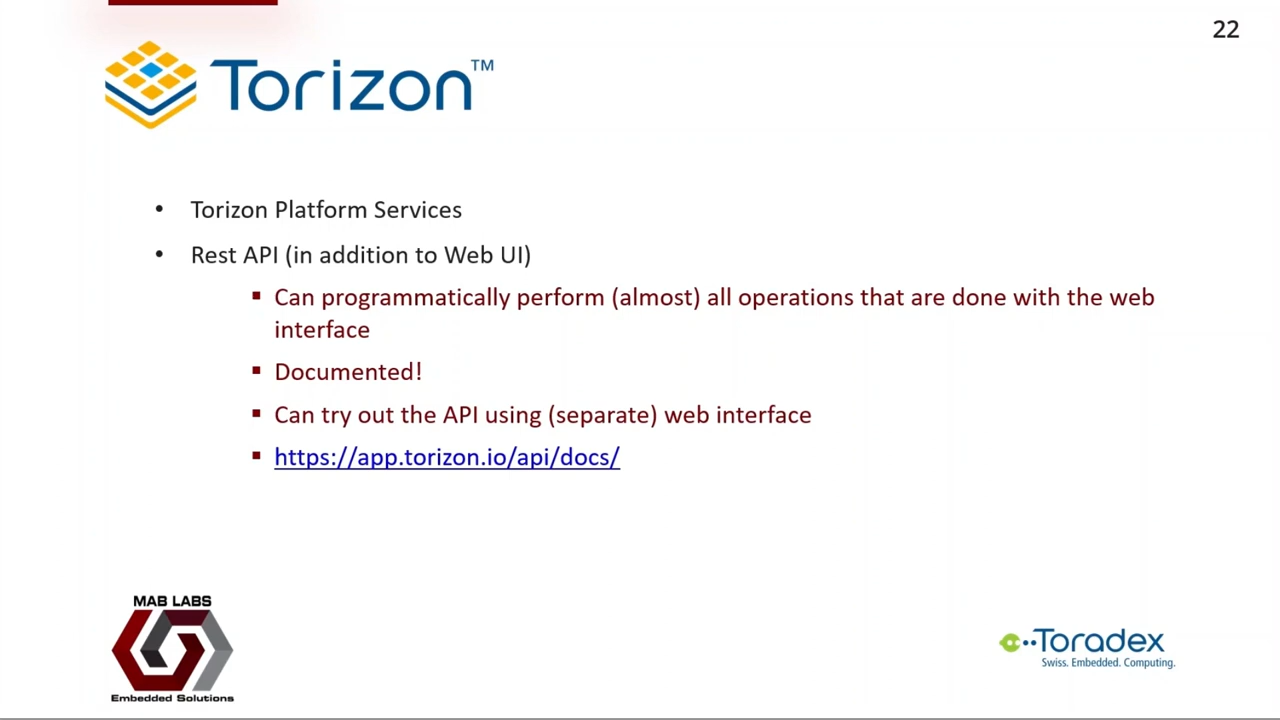 22
Torizon™
• Torizon Platform Services
• Rest API (in addition to Web UI)
▪ Can programmatically perform (almost) all operations that are done with the web
interface
▪ Documented!
▪ Can try out the API using (separate) web interface
▪ https://app.torizon.io/api/docs/
MAB LABS
Embedded Solutions
Toradex
Swiss. Embedded. Computing.